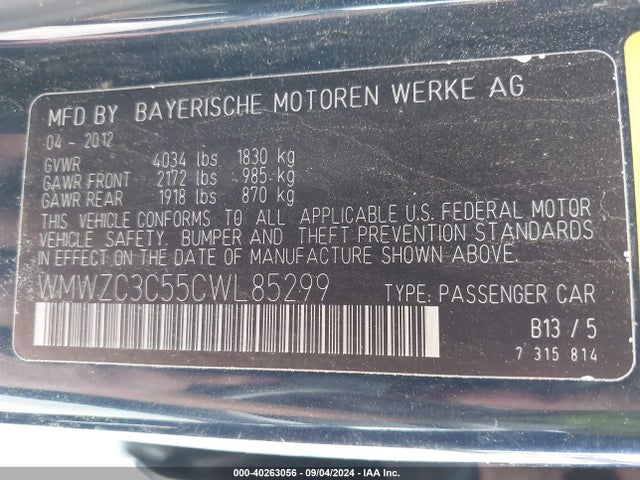 MFD BY BAYERISCHE MOTOREN WERKE AG
04 - 2012
GVWR 4034 lbs 1830 kg
GAWR FRONT 2172 lbs 985 kg
GAWR REAR 1918 lbs 870 kg
THIS VEHICLE CONFORMS TO ALL APPLICABLE U.S. FEDERAL MOTOR
VEHICLE SAFETY, BUMPER AND THEFT PREVENTION STANDARDS
IN EFFECT ON THE DATE OF MANUFACTURE SHOWN ABOVE.
WMWZC3C55CWL85299 TYPE: PASSENGER CAR
B13 / 5
7 315 814
000-40263056 - 09/04/2024 - IAA Inc.